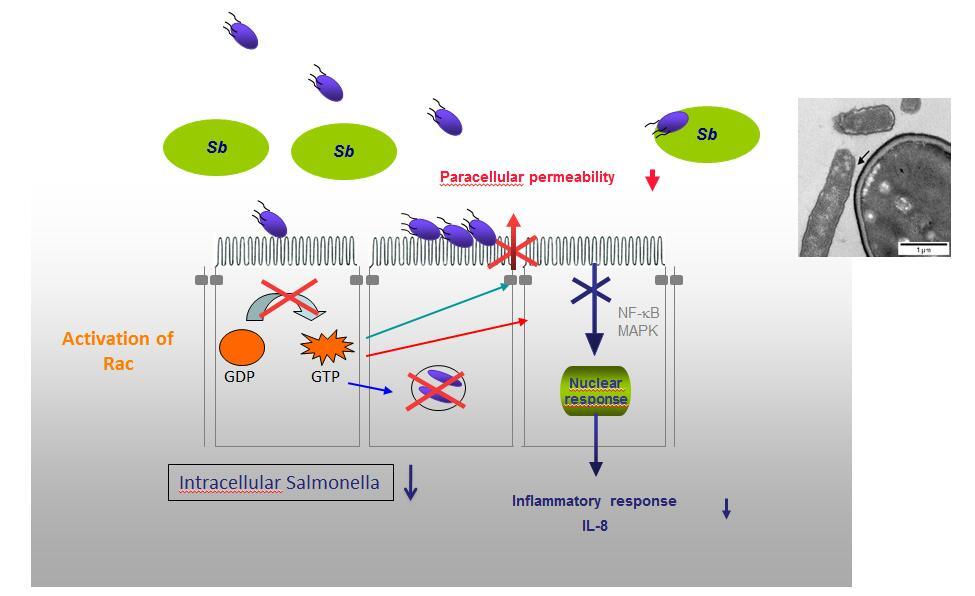 Sb
Sb
Sb
Paracellular permeability
1 µm
NF-κB
MAPK
Activation of
Rac
GDP
GTP
Nuclear
response
Intracellular Salmonella
Inflammatory response
IL-8